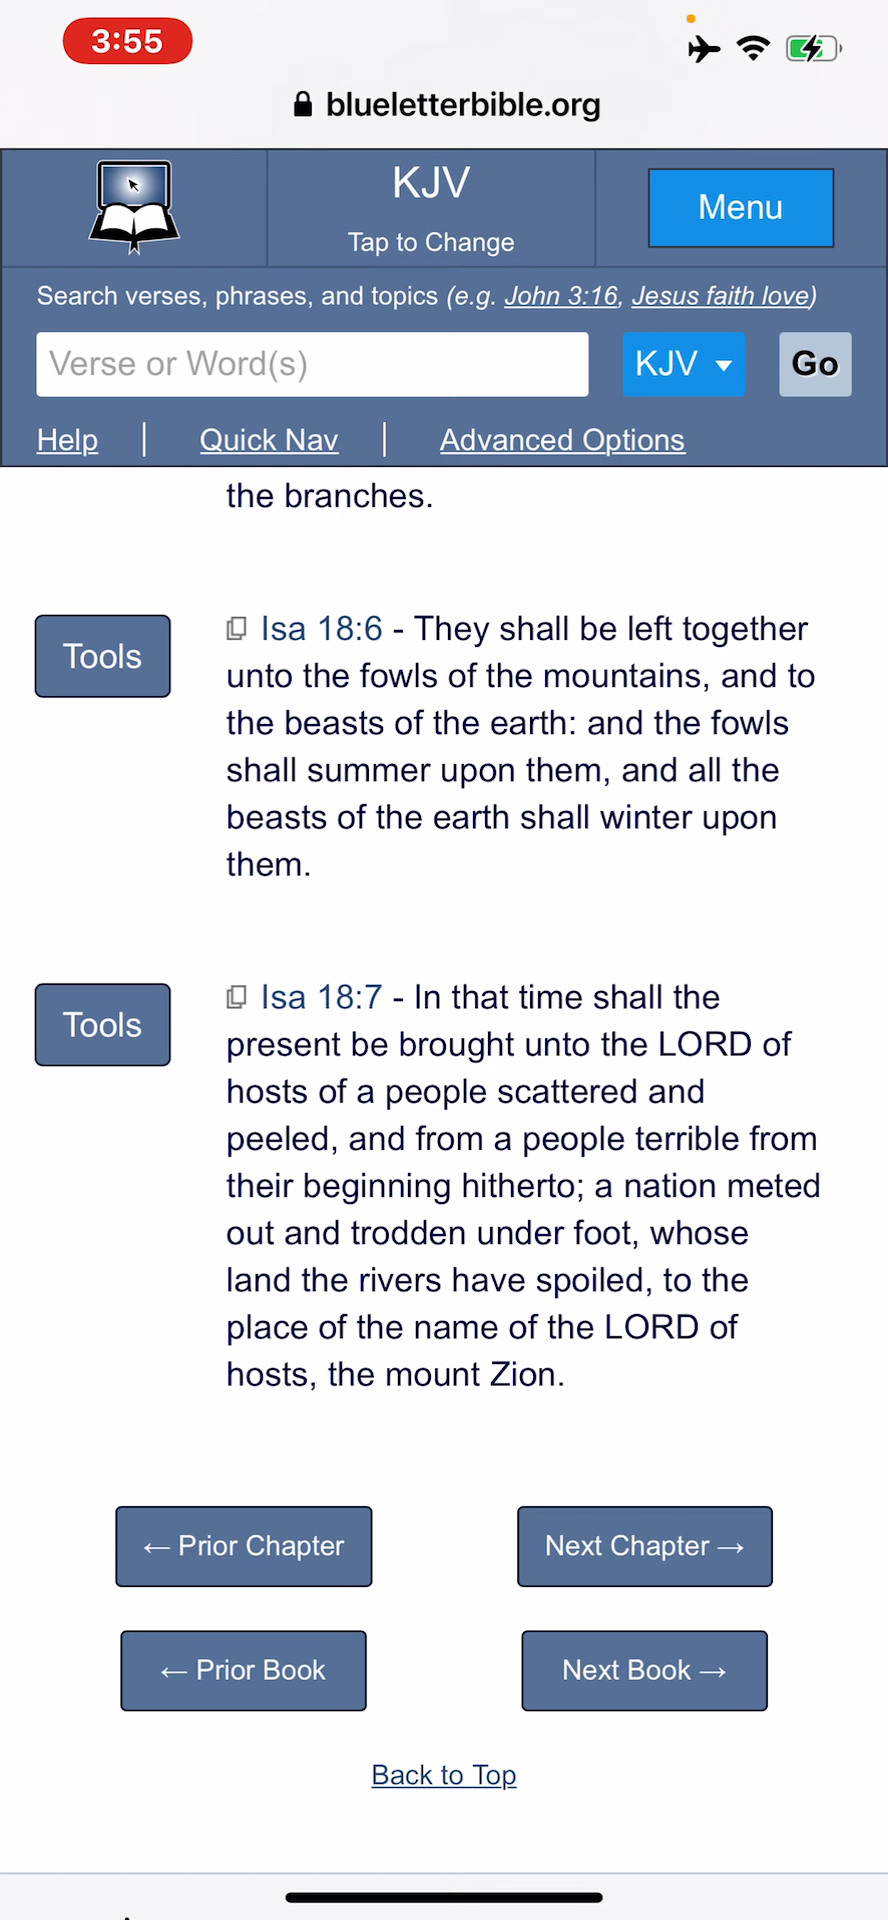 3:55
blueletterbible.org
KJV
Tap to Change
Menu
Search verses, phrases, and topics (e.g. John 3:16, Jesus faith love)
Verse or Word(s)
KJV
Go
Help | Quick Nav | Advanced Options
the branches.
Tools
Isa 18:6 - They shall be left together
unto the fowls of the mountains, and to
the beasts of the earth: and the fowls
shall summer upon them, and all the
beasts of the earth shall winter upon
them.
Tools
Isa 18:7 - In that time shall the
present be brought unto the LORD of
hosts of a people scattered and
peeled, and from a people terrible from
their beginning hitherto; a nation meted
out and trodden under foot, whose
land the rivers have spoiled, to the
place of the name of the LORD of
hosts, the mount Zion.
← Prior Chapter
Next Chapter →
← Prior Book
Next Book →
Back to Top